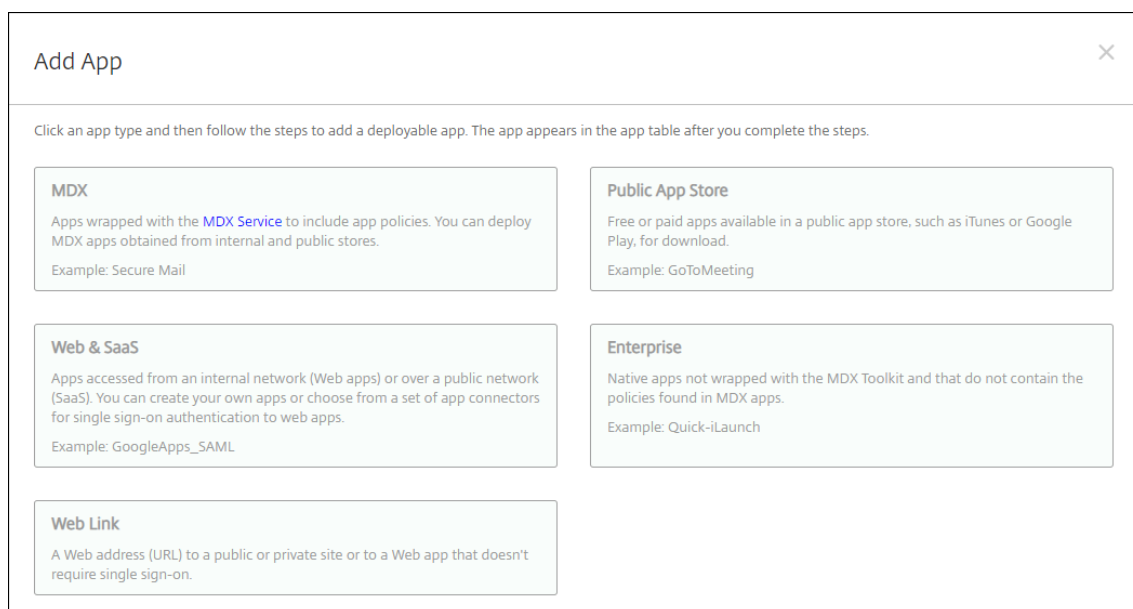 Add App
Click an app type and then follow the steps to add a deployable app. The app appears in the app table after you complete the steps.
MDX
Apps wrapped with the MDX Service to include app policies. You can deploy
MDX apps obtained from internal and public stores.
Example: Secure Mail
Public App Store
Free or paid apps available in a public app store, such as iTunes or Google
Play, for download.
Example: GoToMeeting
Web & SaaS
Apps accessed from an internal network (Web apps) or over a public network
(SaaS). You can create your own apps or choose from a set of app connectors
for single sign-on authentication to web apps.
Example: GoogleApps_SAML
Enterprise
Native apps not wrapped with the MDX Toolkit and that do not contain the
policies found in MDX apps.
Example: Quick-iLaunch
Web Link
A Web address (URL) to a public or private site or to a Web app that doesn't
require single sign-on.